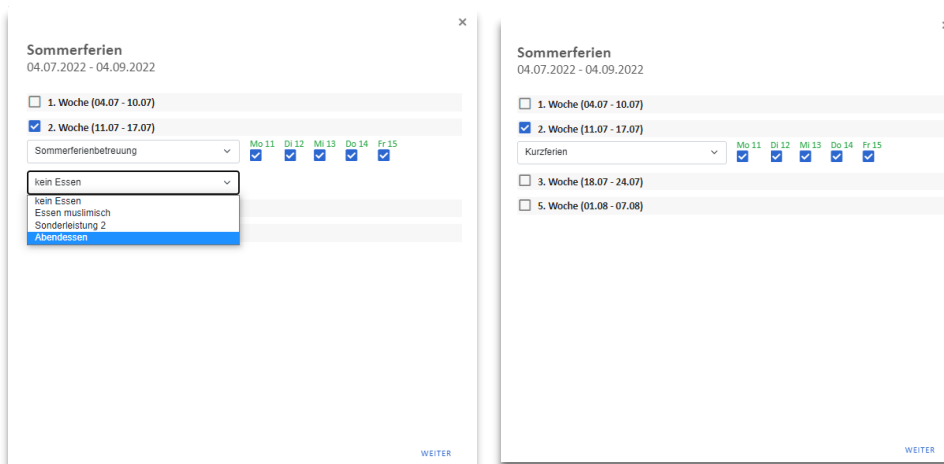 ×
Sommerferien
04.07.2022 - 04.09.2022
1. Woche (04.07 - 10.07)
2. Woche (11.07 - 17.07)
Sommerferienbetreuung
Mo 11 Di 12 Mi 13 Do 14 Fr 15
kein Essen
kein Essen
Essen muslimisch
Sonderleistung 2
Abendessen
WEITER
Sommerferien
04.07.2022 - 04.09.2022
1. Woche (04.07 - 10.07)
2. Woche (11.07 - 17.07)
Kurzferien
Mo 11 Di 12 Mi 13 Do 14 Fr 15
3. Woche (18.07 - 24.07)
5. Woche (01.08 - 07.08)
WEITER